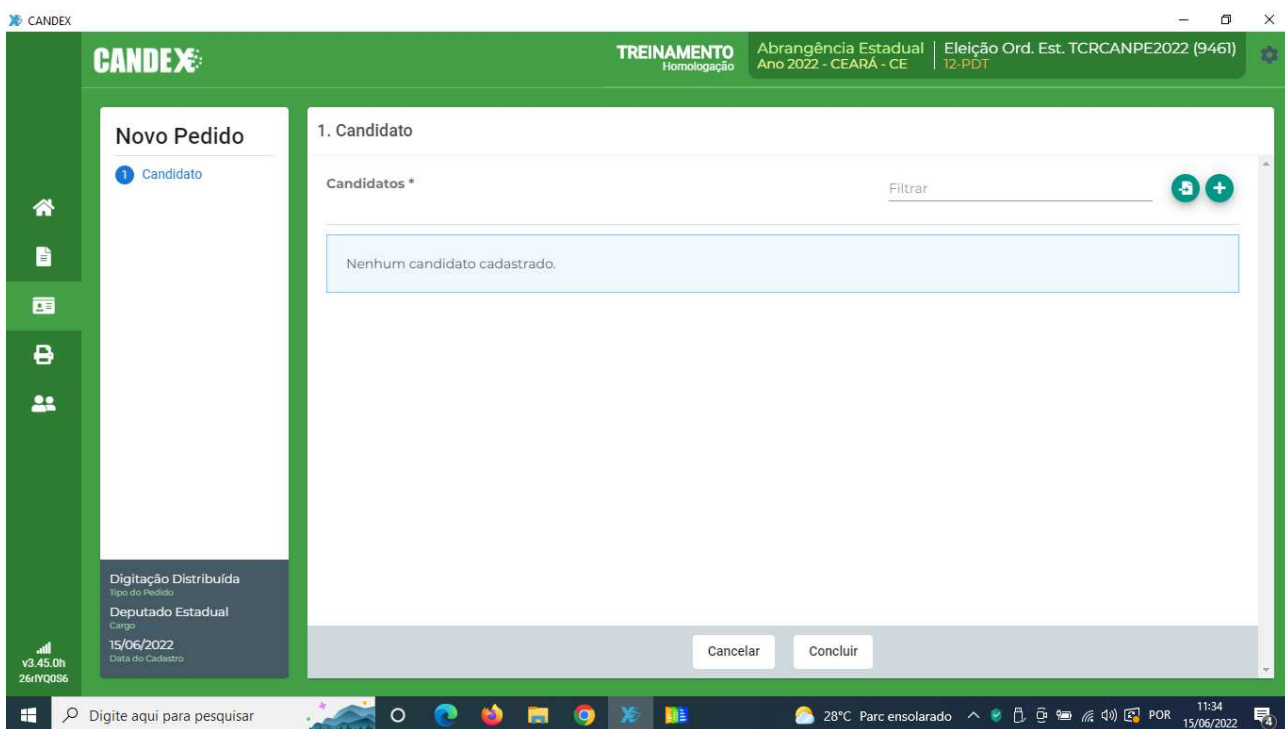 CANDEX
CANDEX
TREINAMENTO
Homologação
Abrangência Estadual
Ano 2022 - CEARÁ - CE
Eleição Ord. Est. TCRCANPE2022 (9461)
12-PDT
Novo Pedido
1 Candidato
1. Candidato
Candidatos *
Filtrar
Nenhum candidato cadastrado.
Digitação Distribuída
Tipo do Pedido
Deputado Estadual
Cargo
15/06/2022
Data do Cadastro
Cancelar
Concluir
v3.45.0h
Digite aqui para pesquisar
28°C Parc ensolarado
POR
11:34
15/06/2022
4